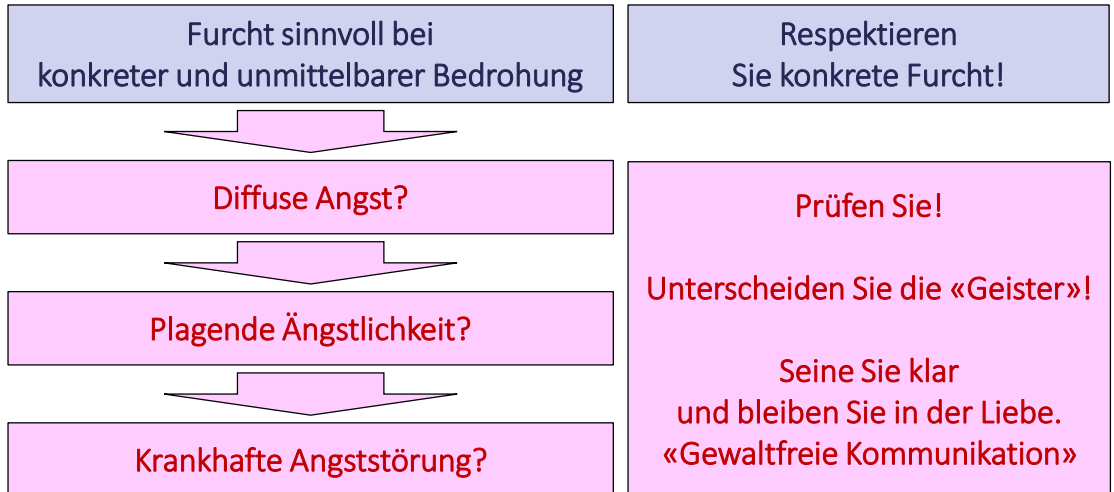 Furcht sinnvoll bei
konkreter und unmittelbarer Bedrohung
Respektieren
Sie konkrete Furcht!
Diffuse Angst?
Plagende Ängstlichkeit?
Krankhafte Angststörung?
Prüfen Sie!
Unterscheiden Sie die «Geister»!
Seine Sie klar
und bleiben Sie in der Liebe.
«Gewaltfreie Kommunikation»